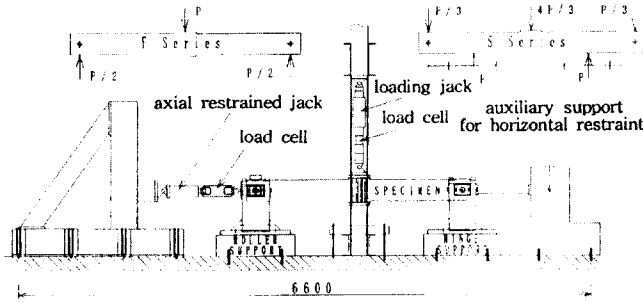 P
P/3
4P/3
P/3
F Series
S Series
P/2
P/2
P
P
loading jack
axial restrained jack
load cell
auxiliary support
for horizontal restraint
load cell
SPECIMEN
SUPPORT
6600